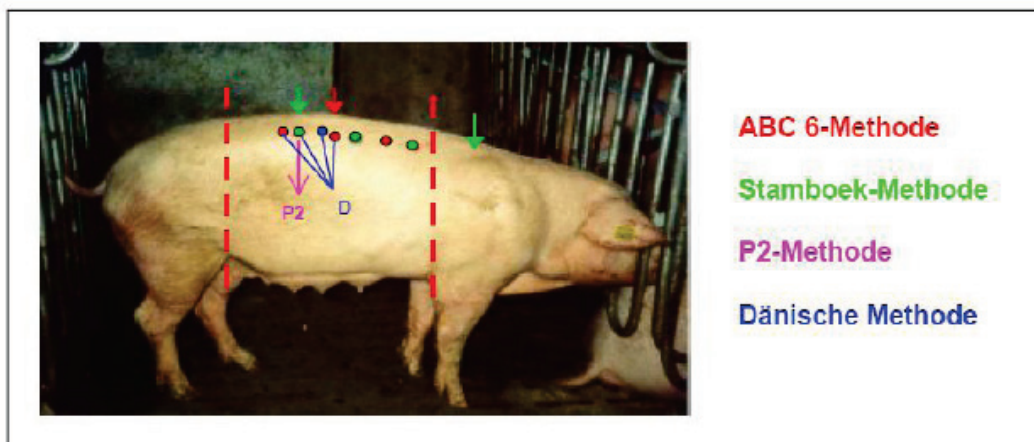 ABC 6-Methode
Stamboek-Methode
P2-Methode
Dänische Methode
P2
D